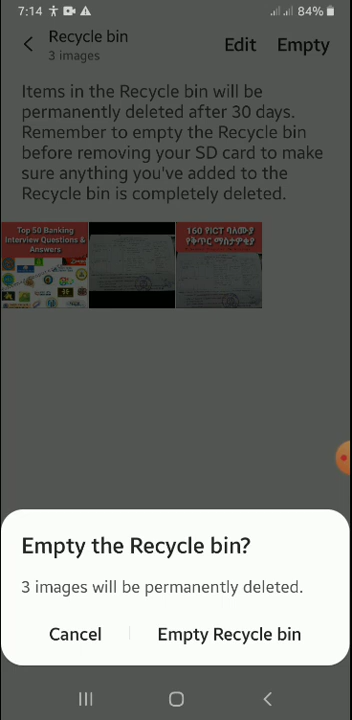 7:14
84%
Recycle bin
3 images
Edit
Empty
Items in the Recycle bin will be
permanently deleted after 30 days.
Remember to empty the Recycle bin
before removing your SD card to make
sure anything you've added to the
Recycle bin is completely deleted.
Top 50 Banking
Interview Questions &
Answers
160 የICT ባለሙያ
የቅጥር ማስታዎቂያ
Empty the Recycle bin?
3 images will be permanently deleted.
Cancel
Empty Recycle bin